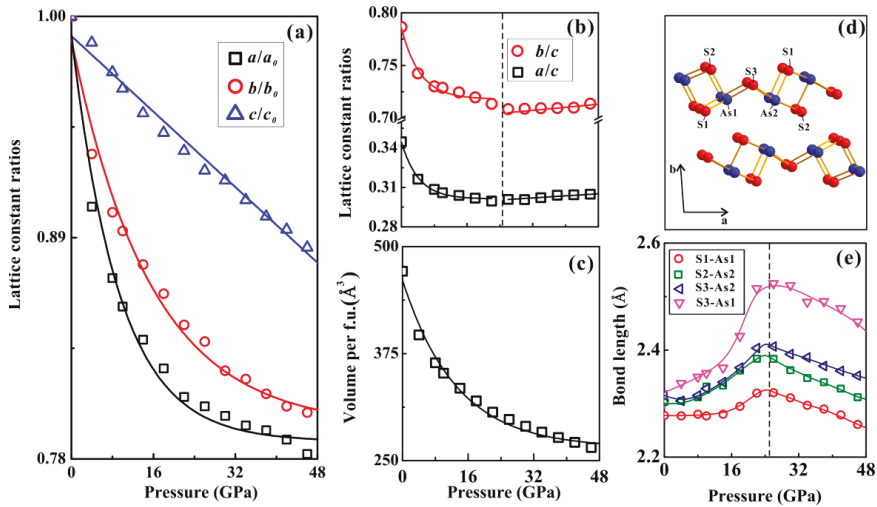 (a)
a/a₀
b/b₀
c/c₀
Lattice constant ratios
1.00
0.89
0.78
0 16 32 48
Pressure (GPa)
(b)
b/c
a/c
Lattice constant ratios
0.80
0.75
0.70
0.34
0.31
0.28
(c)
Volume per f.u.(Å³)
500
375
250
0 16 32 48
Pressure (GPa)
(d)
S2 S1
S3
As1 As2
S1 S2
b
a
(e)
S1-As1
S2-As2
S3-As2
S3-As1
Bond length (Å)
2.6
2.5
2.4
2.2
0 16 32 48
Pressure (GPa)